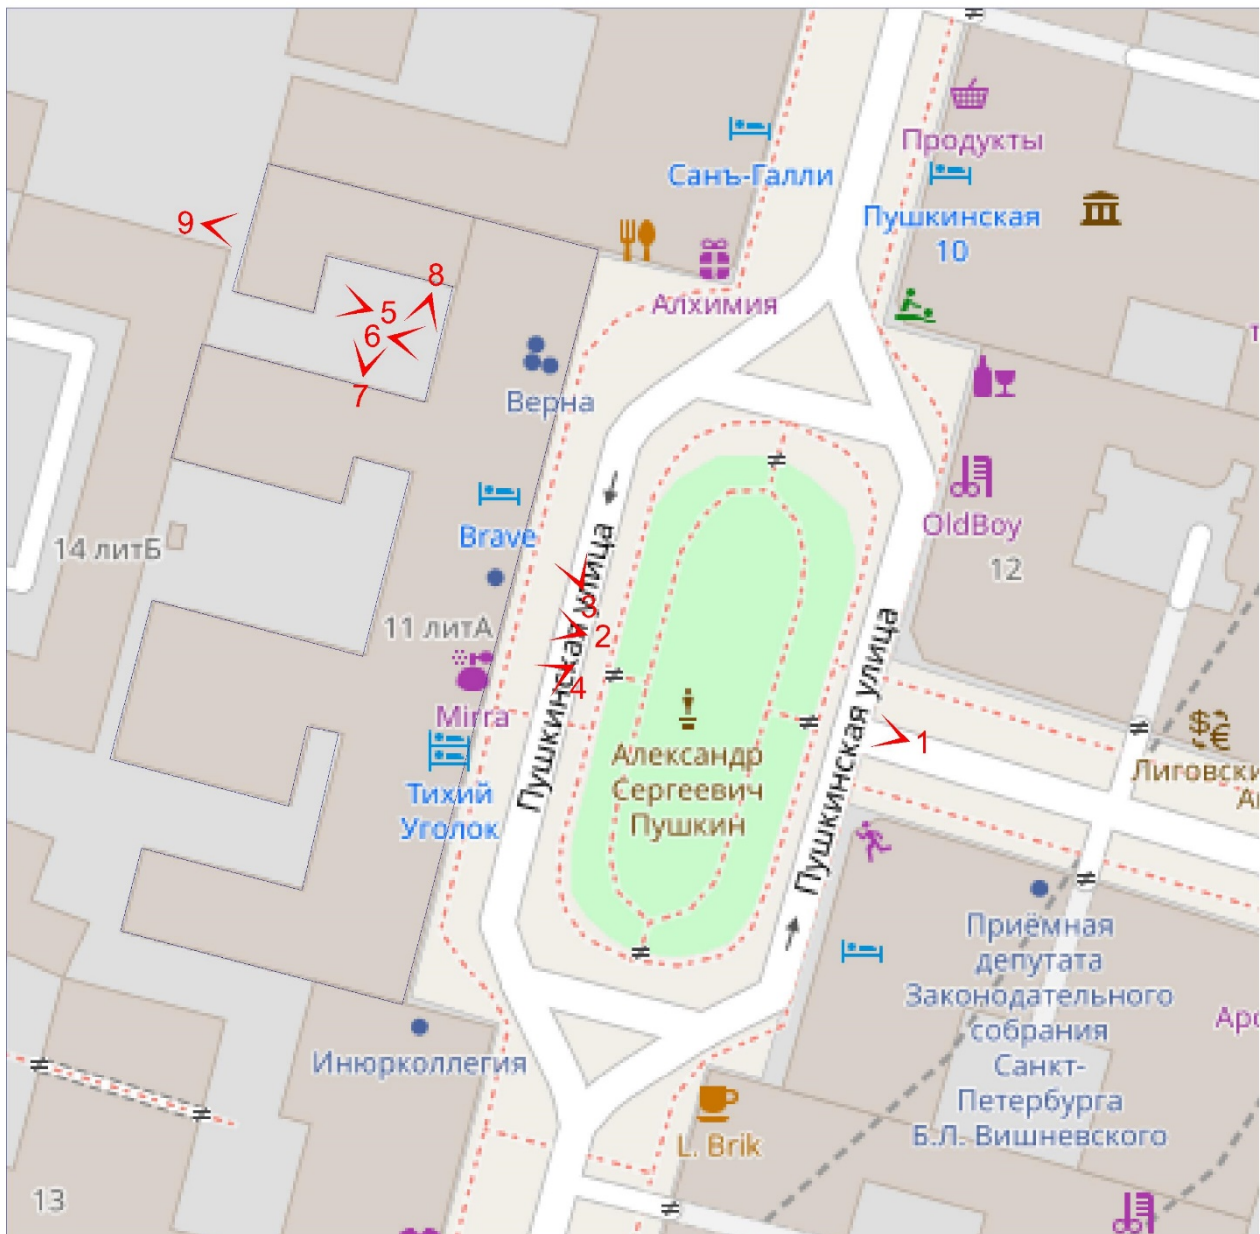 Продукты
Санъ-Галли
Пушкинская
10
9
8
5
6
7
Алхимия
Верна
Brave
OldBoy
12
14 литБ
11 литА
3
2
4
1
Пушкинская улица
Пушкинская улица
Mirra
Александр
Сергеевич
Пушкин
Тихий
Уголок
Лиговски
Приёмная
депутата
Законодательного
собрания
Санкт-
Петербурга
Б.Л. Вишневского
Инюрколлегия
L. Brik
13